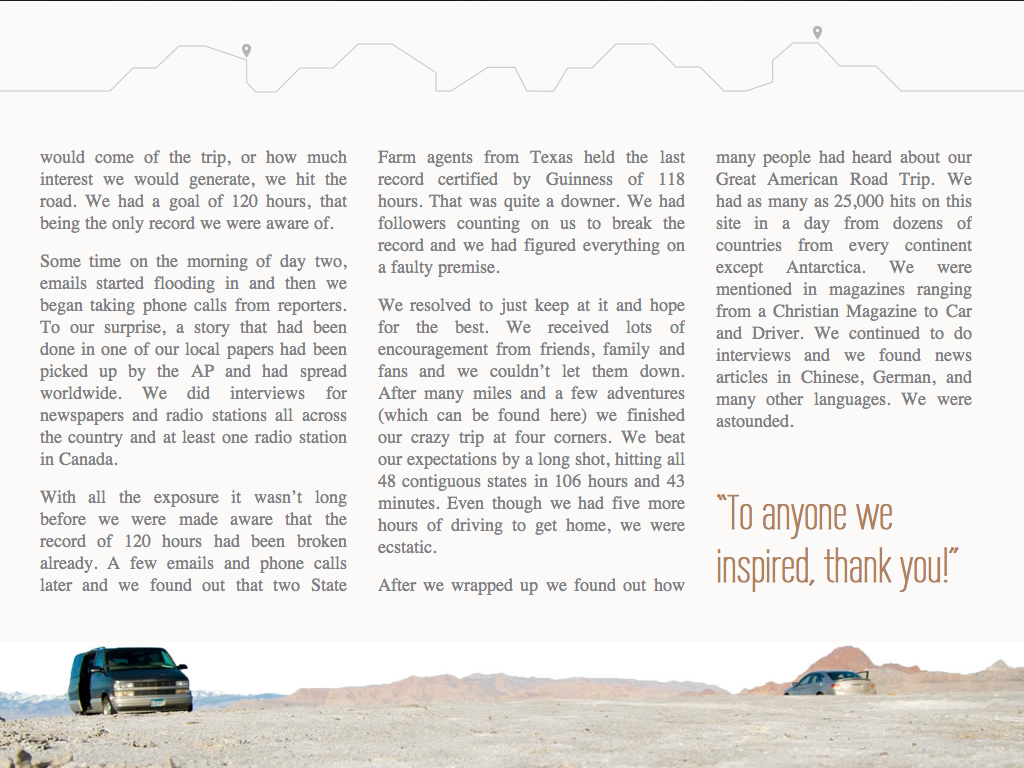 would come of the trip, or how much
interest we would generate, we hit the
road. We had a goal of 120 hours, that
being the only record we were aware of.
Some time on the morning of day two,
emails started flooding in and then we
began taking phone calls from reporters.
To our surprise, a story that had been
done in one of our local papers had been
picked up by the AP and had spread
worldwide. We did interviews for
newspapers and radio stations all across
the country and at least one radio station
in Canada.
With all the exposure it wasn't long
before we were made aware that the
record of 120 hours had been broken
already. A few emails and phone calls
later and we found out that two State
Farm agents from Texas held the last
record certified by Guinness of 118
hours. That was quite a downer. We had
followers counting on us to break the
record and we had figured everything on
a faulty premise.
We resolved to just keep at it and hope
for the best. We received lots of
encouragement from friends, family and
fans and we couldn't let them down.
After many miles and a few adventures
(which can be found here) we finished
our crazy trip at four corners. We beat
our expectations by a long shot, hitting all
48 contiguous states in 106 hours and 43
minutes. Even though we had five more
hours of driving to get home, we were
ecstatic.
After we wrapped up we found out how
many people had heard about our
Great American Road Trip. We
had as many as 25,000 hits on this
site in a day from dozens of
countries from every continent
except Antarctica. We were
mentioned in magazines ranging
from a Christian Magazine to Car
and Driver. We continued to do
interviews and we found news
articles in Chinese, German, and
many other languages. We were
astounded.
“To anyone we
inspired, thank you!”